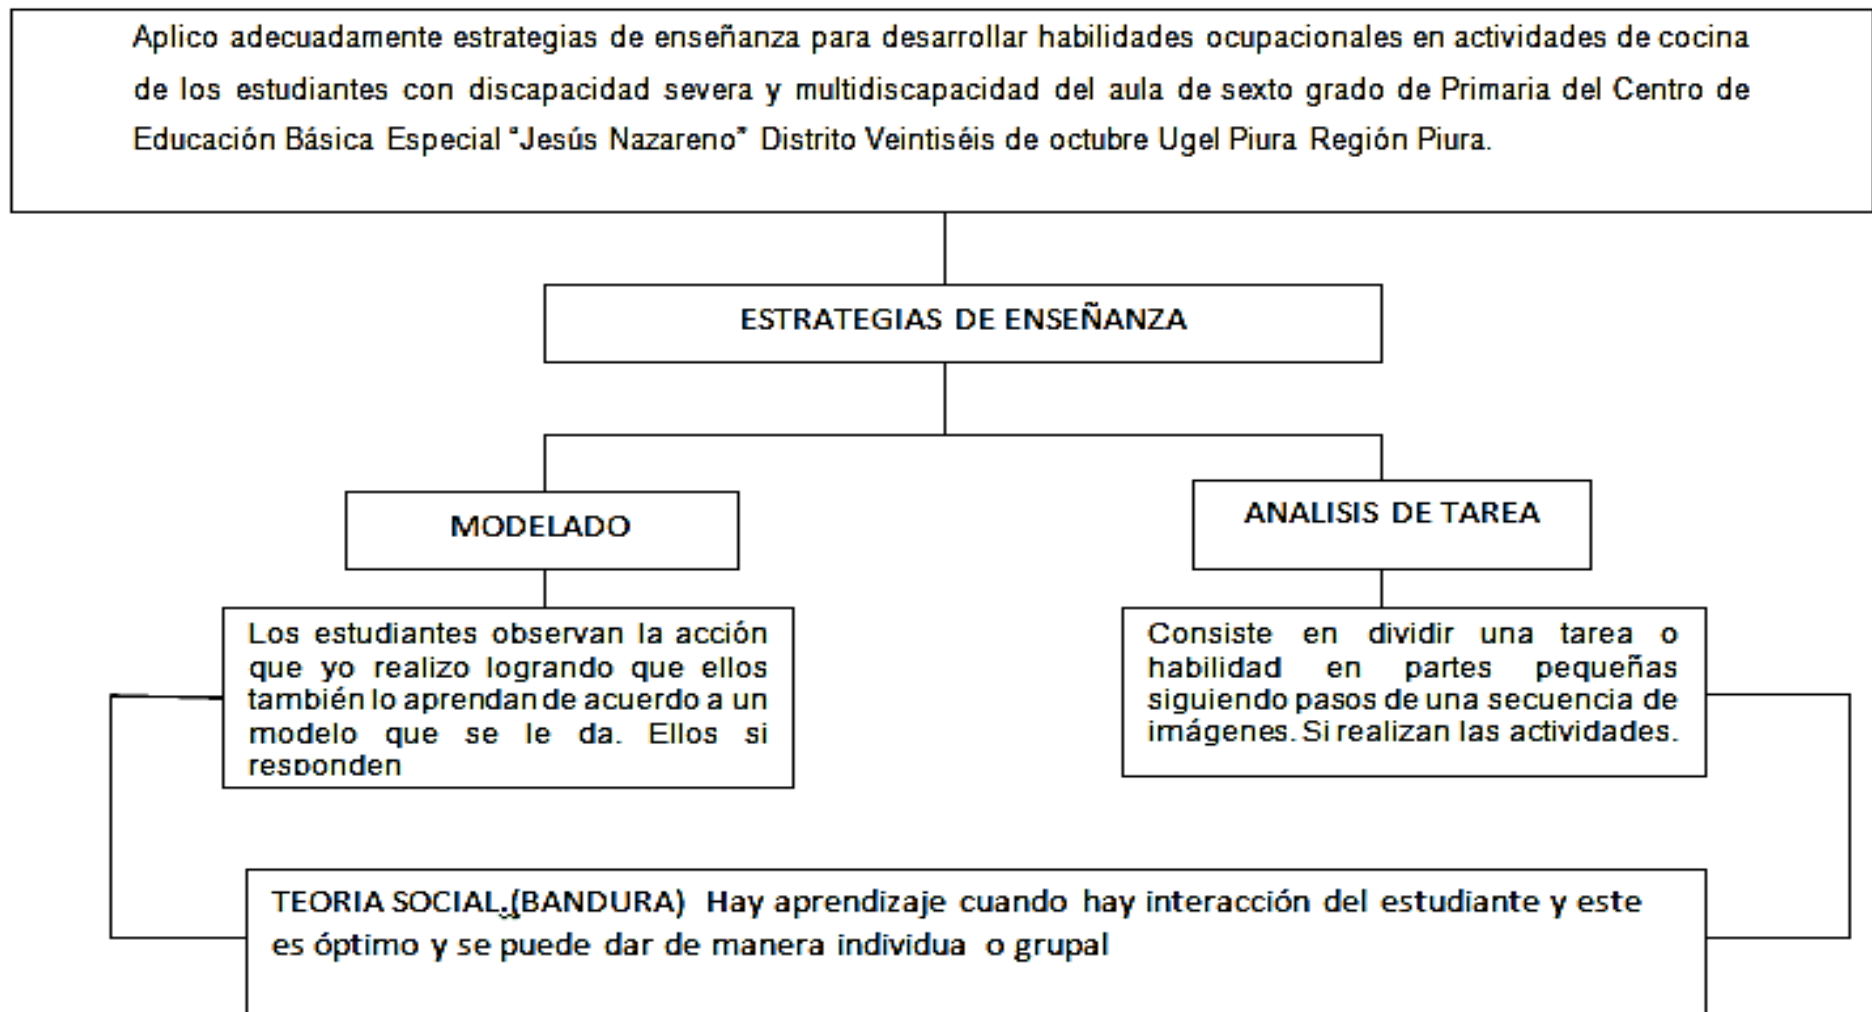 Aplico adecuadamente estrategias de enseñanza para desarrollar habilidades ocupacionales en actividades de cocina
de los estudiantes con discapacidad severa y multidiscapacidad del aula de sexto grado de Primaria del Centro de
Educación Básica Especial "Jesús Nazareno" Distrito Veintiséis de octubre Ugel Piura Región Piura.
ESTRATEGIAS DE ENSEÑANZA
MODELADO
ANALISIS DE TAREA
Los estudiantes observan la acción
que yo realizo logrando que ellos
también lo aprendan de acuerdo a un
modelo que se le da. Ellos si
responden
Consiste en dividir una tarea o
habilidad en partes pequeñas
siguiendo pasos de una secuencia de
imágenes. Si realizan las actividades.
TEORIA SOCIAL.(BANDURA) Hay aprendizaje cuando hay interacción del estudiante y este
es óptimo y se puede dar de manera individua o grupal